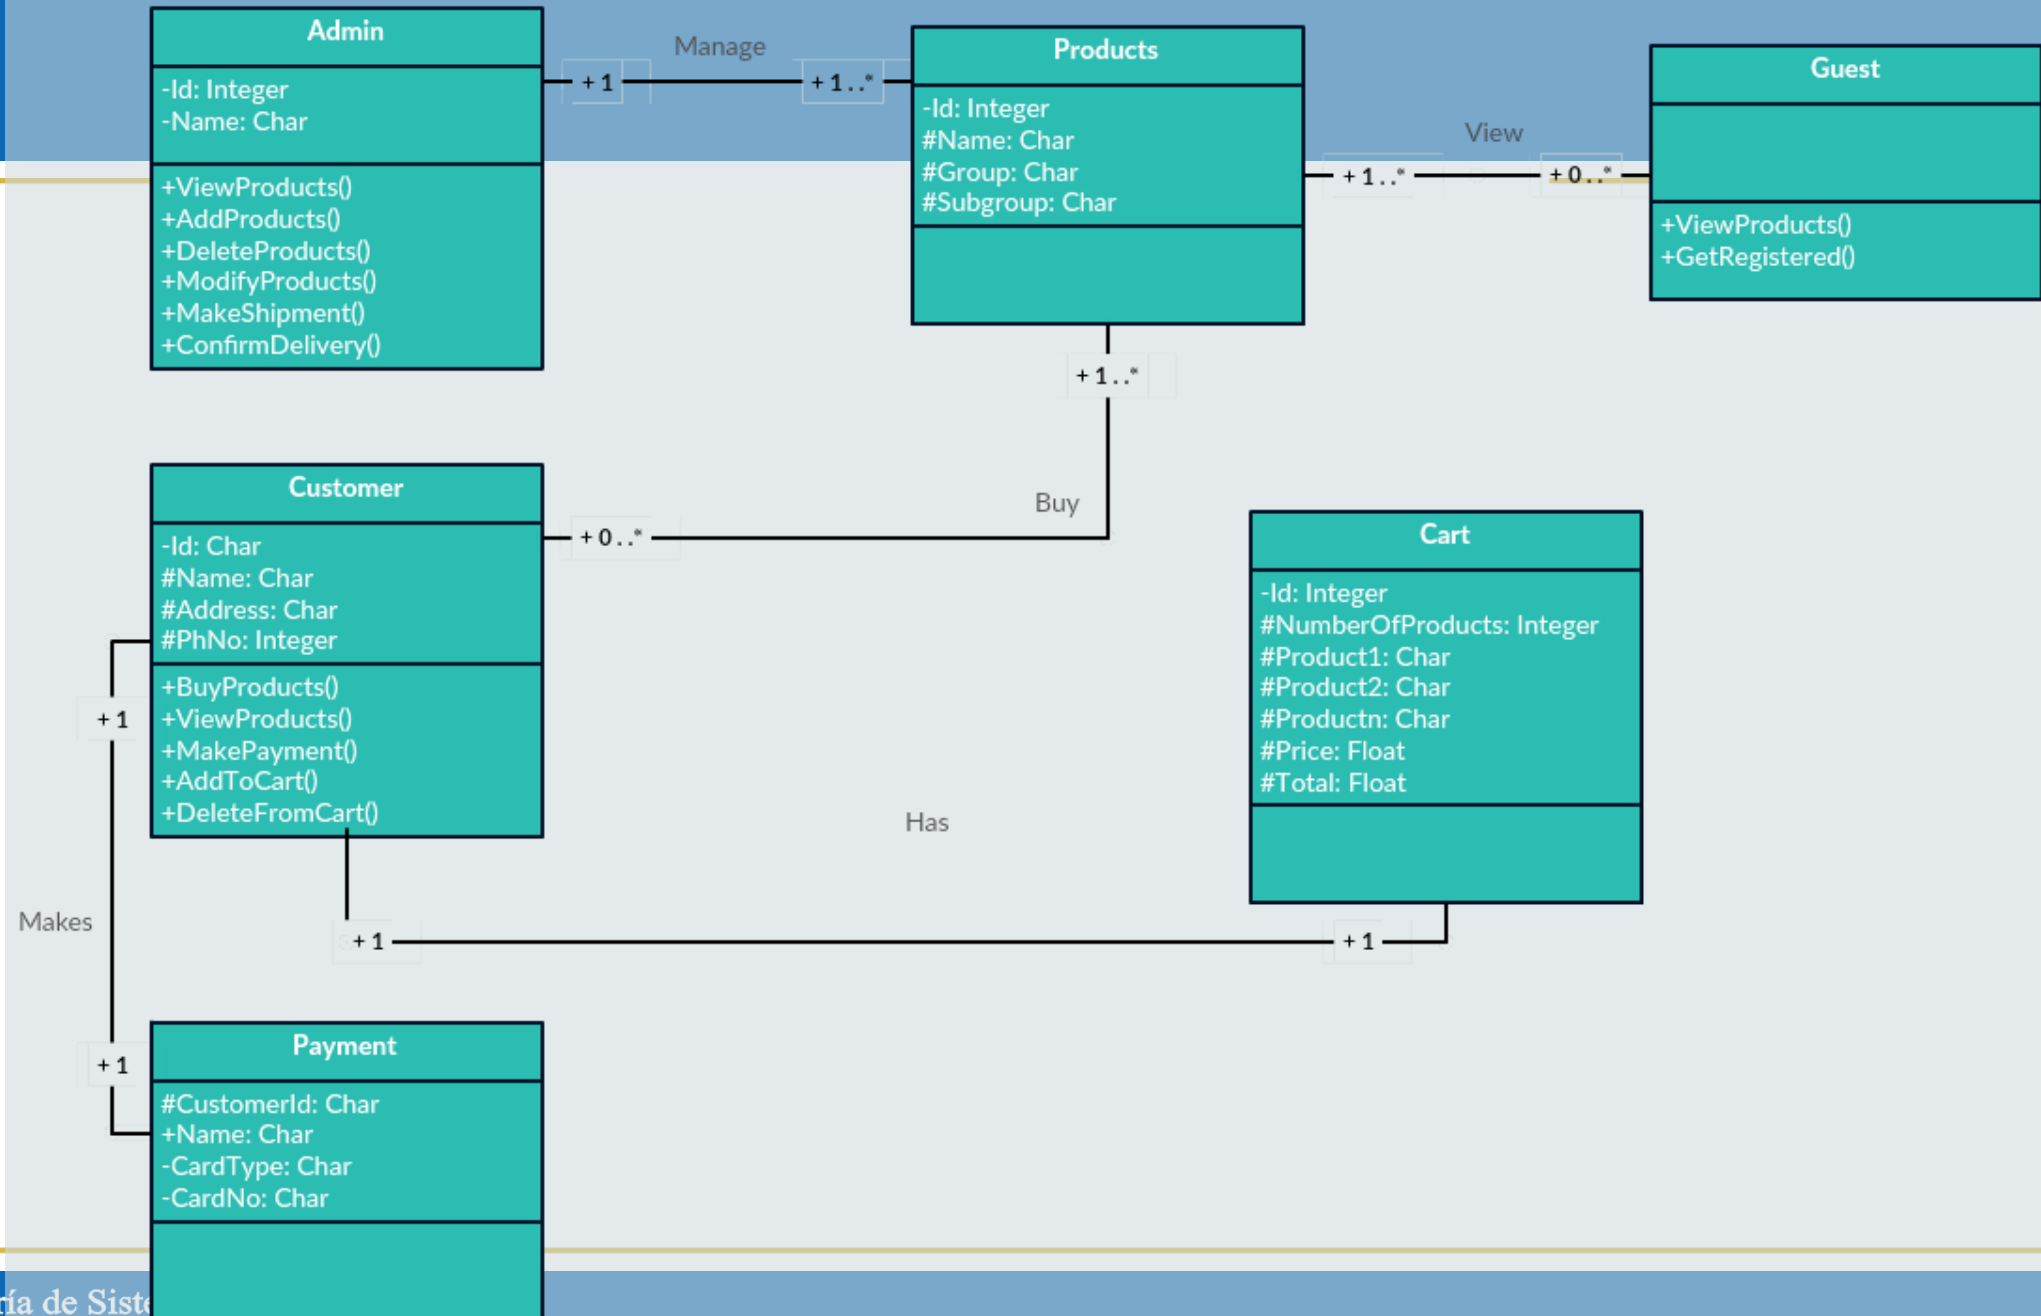 Admin
-Id: Integer
-Name: Char
+ViewProducts()
+AddProducts()
+DeleteProducts()
+ModifyProducts()
+MakeShipment()
+ConfirmDelivery()
Manage
+ 1
+ 1 . . *
Products
-Id: Integer
#Name: Char
#Group: Char
#Subgroup: Char
View
+ 1 . . *
+ 0 . . *
Guest
+ViewProducts()
+GetRegistered()
+ 1 . . *
Buy
+ 0 . . *
Customer
-Id: Char
#Name: Char
#Address: Char
#PhNo: Integer
+BuyProducts()
+ViewProducts()
+MakePayment()
+AddToCart()
+DeleteFromCart()
Cart
-Id: Integer
#NumberOfProducts: Integer
#Product1: Char
#Product2: Char
#Productn: Char
#Price: Float
#Total: Float
Has
+ 1
+ 1
+ 1
Makes
+ 1
Payment
#CustomerId: Char
+Name: Char
-CardType: Char
-CardNo: Char
ría de Siste